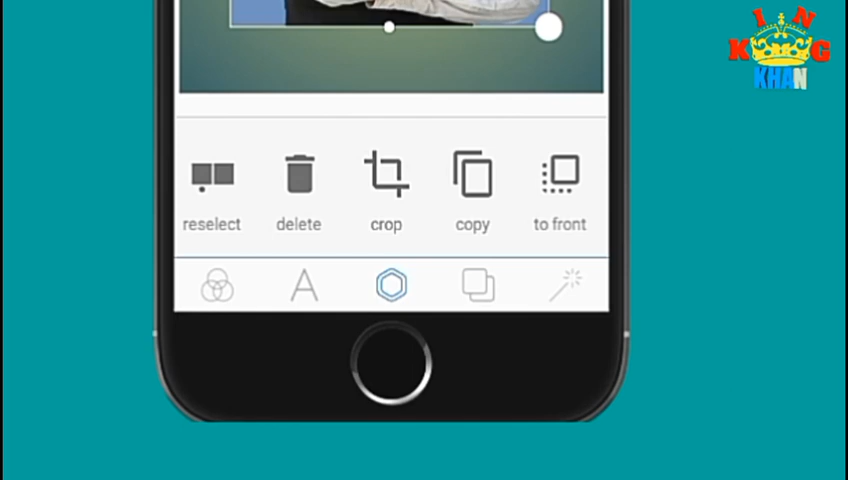 KING
KHAN
reselect
delete
crop
copy
to front
A